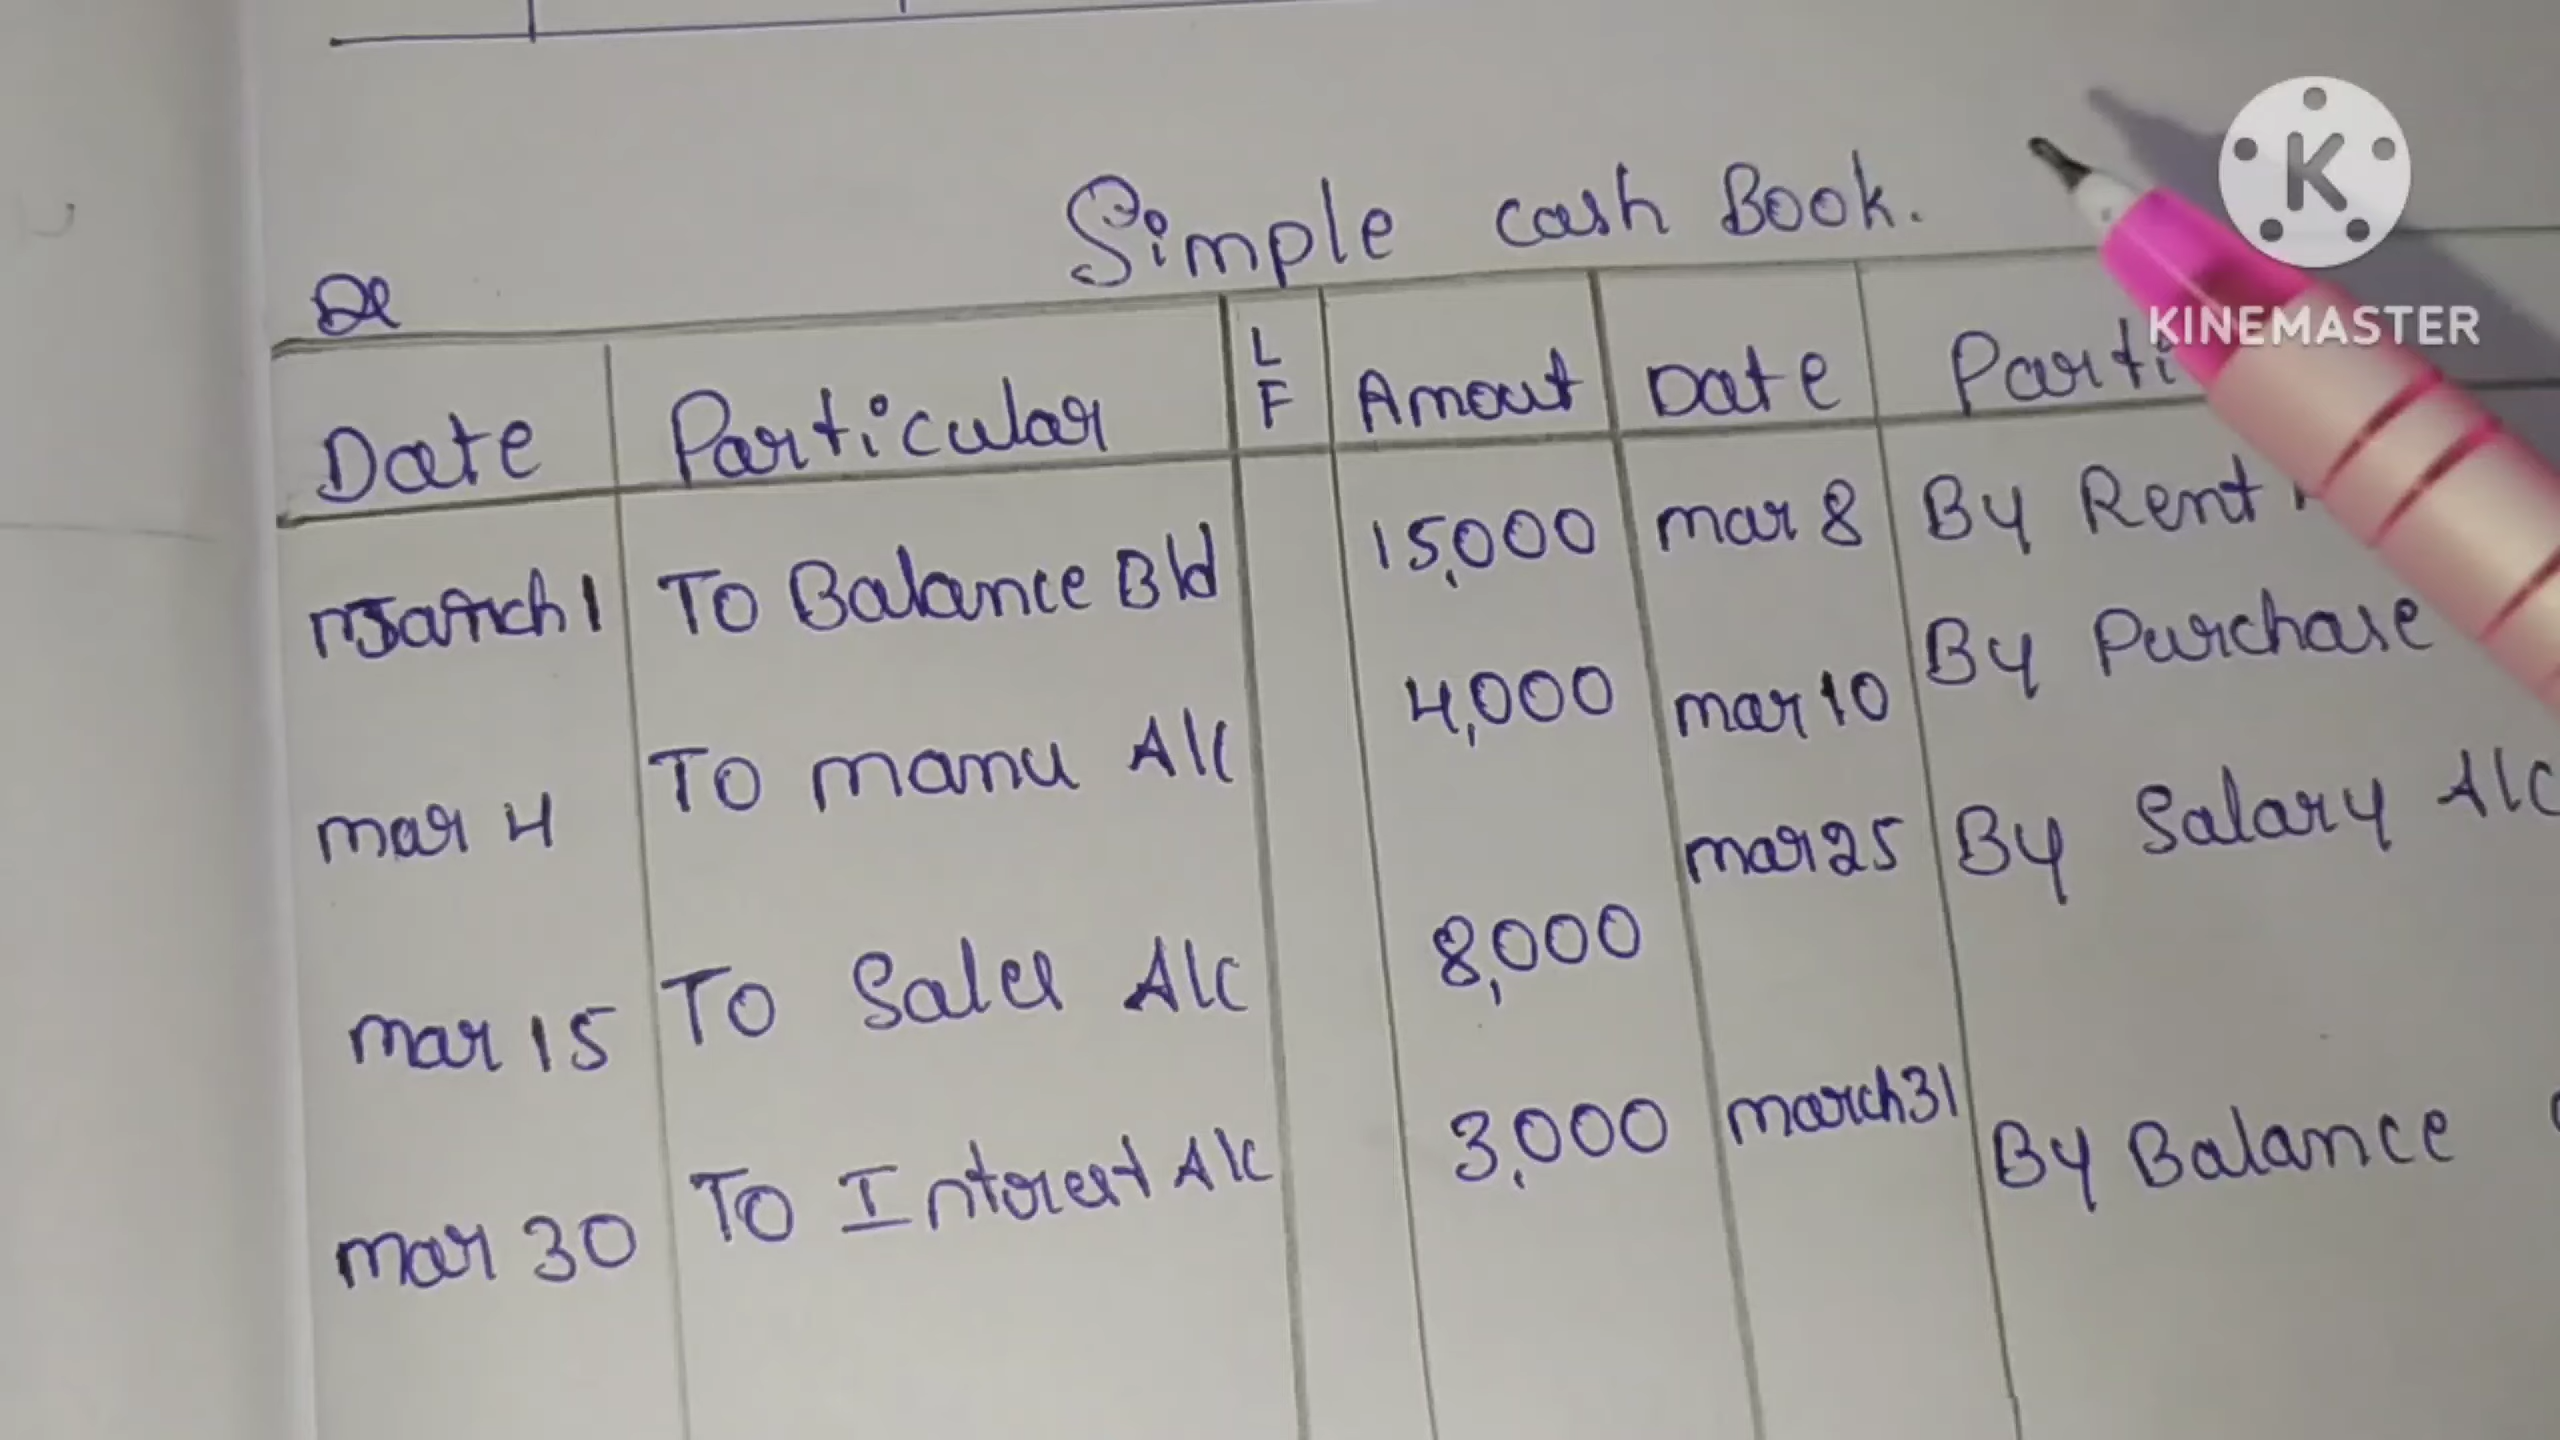 Simple cash Book.
Dr
Date Particular L F Amout Date Parti
March 1 To Balance B/d 15,000 mar 8 By Rent
mar 4 To manu A/c 4,000 mar 10 By Purchase
mar 15 To Sales A/c 8,000 mar 25 By Salary A/c
mar 30 To Interest A/c 3,000 march 31 By Balance
K
KINEMASTER